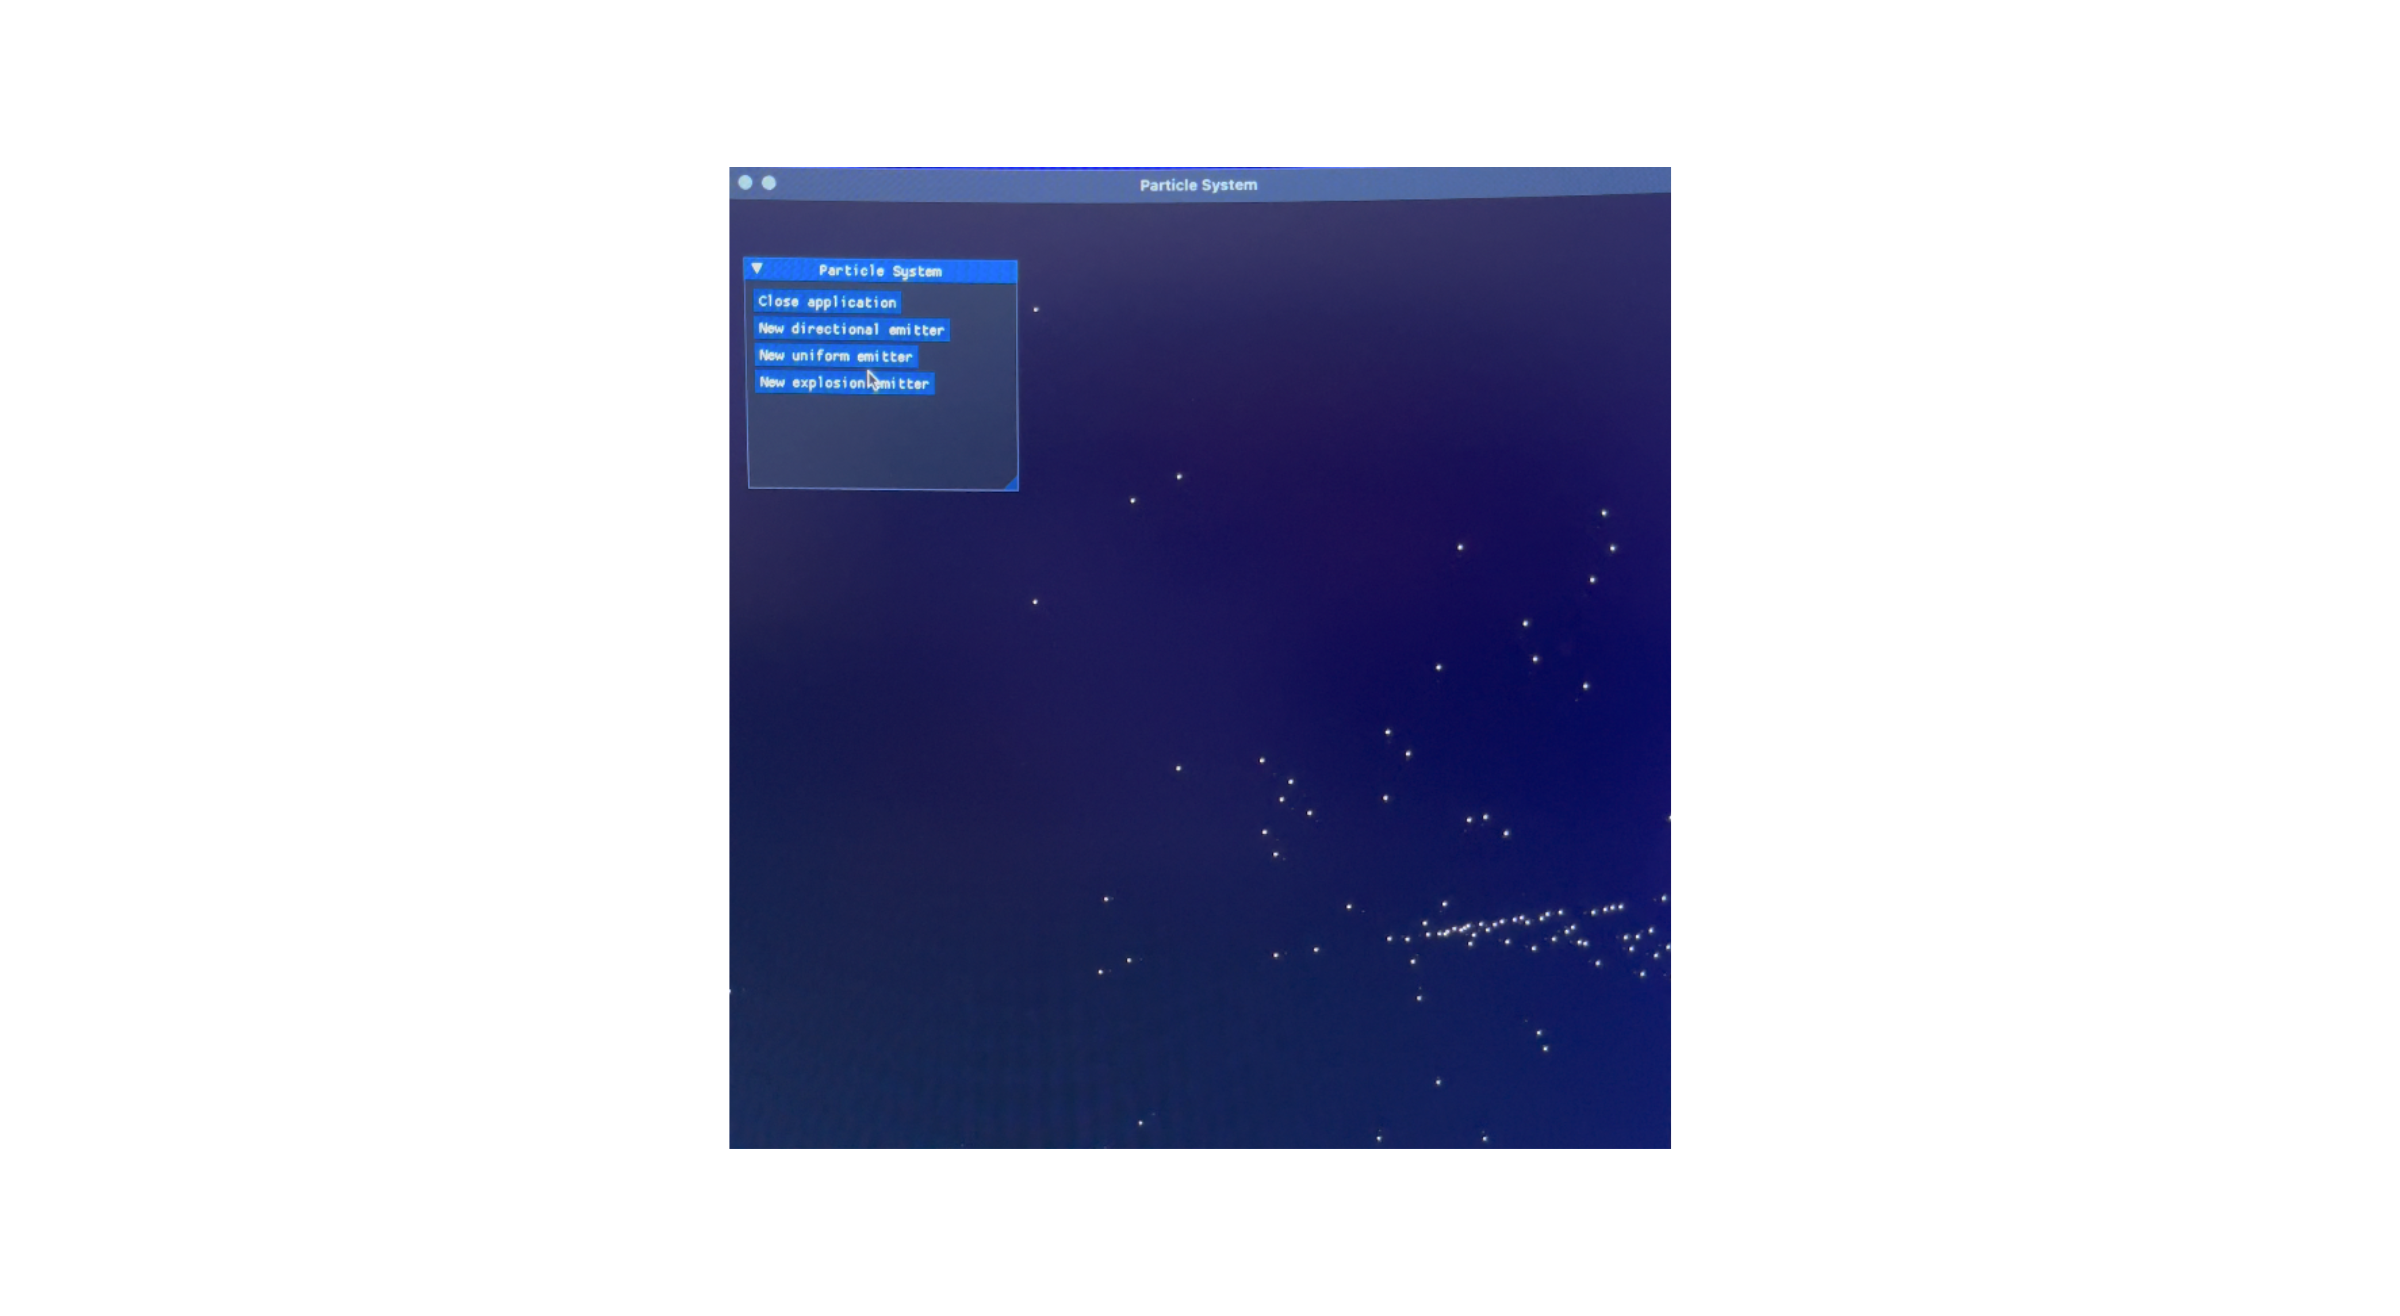 Particle System
Particle System
Close application
New directional emitter
New uniform emitter
New explosion emitter